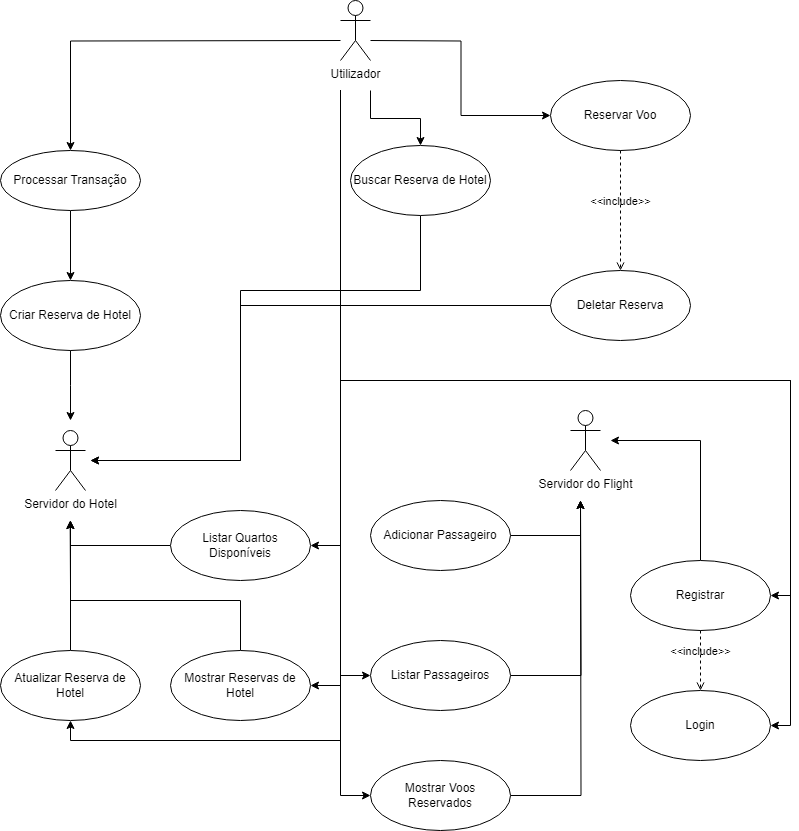 Utilizador
Reservar Voo
Processar Transação
Buscar Reserva de Hotel
<<include>>
Criar Reserva de Hotel
Deletar Reserva
Servidor do Hotel
Servidor do Flight
Listar Quartos
Disponíveis
Adicionar Passageiro
Registrar
<<include>>
Atualizar Reserva de
Hotel
Mostrar Reservas de
Hotel
Listar Passageiros
Login
Mostrar Voos
Reservados